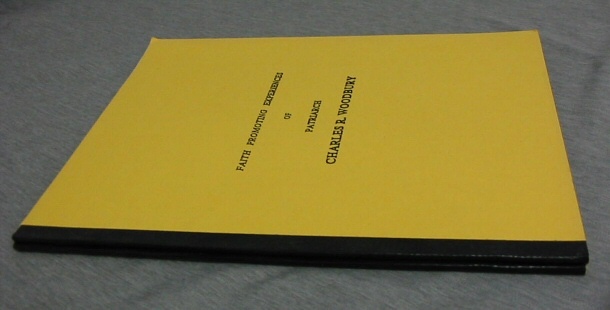 FAITH PROMOTING EXPERIENCES
OF
PATRIARCH
CHARLES R. WOODBURY